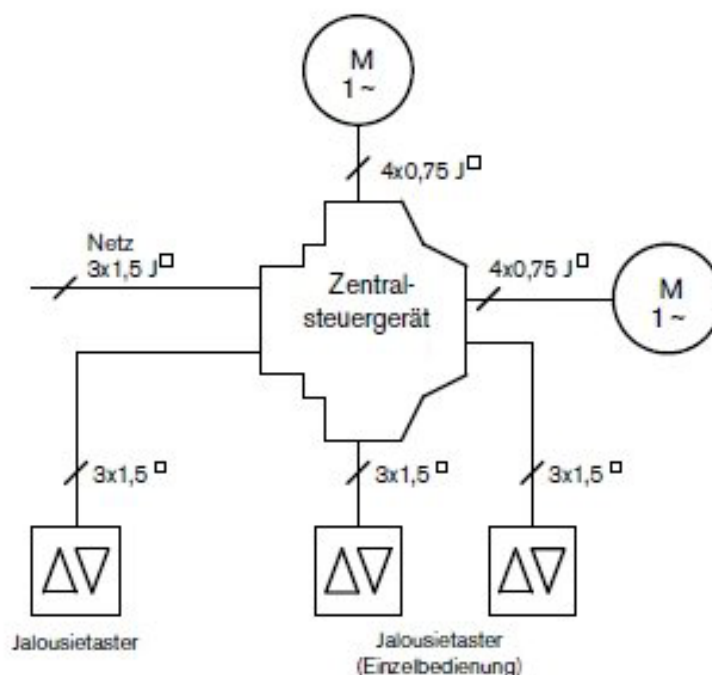 M
1~
4x0,75 J□
Netz
3x1,5 J□
Zentral-
steuergerät
4x0,75 J□
M
1~
3x1,5 □
3x1,5 □
3x1,5 □
Jalousietaster
Jalousietaster
(Einzelbedienung)